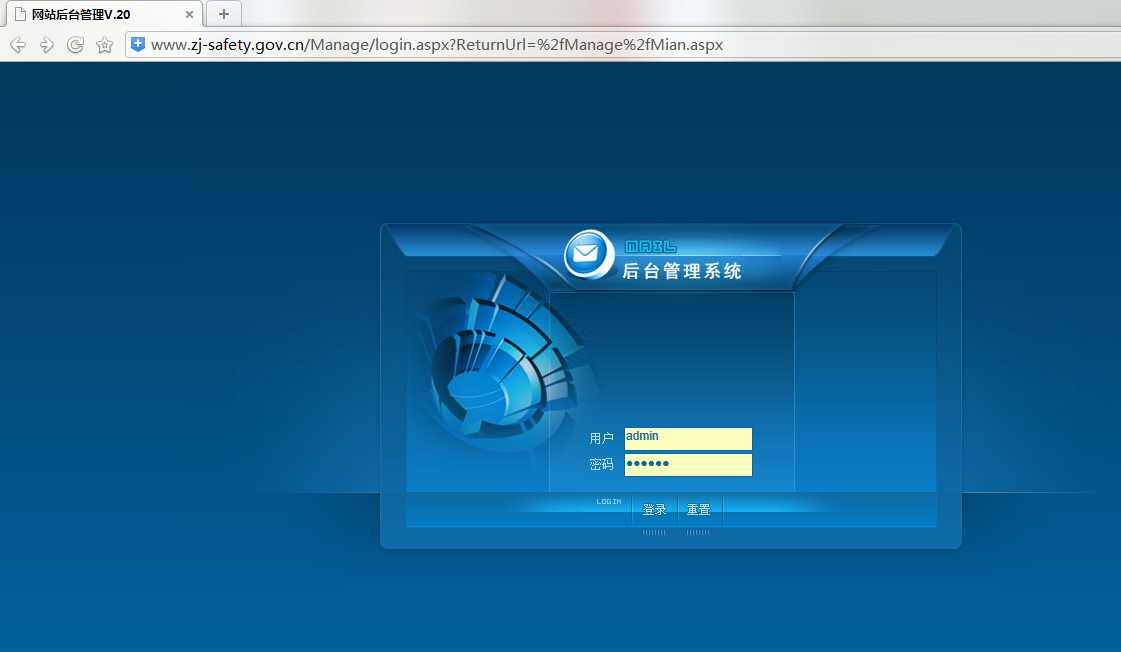 网站后台管理V.20
www.zj-safety.gov.cn/Manage/login.aspx?ReturnUrl=%2fManage%2fMian.aspx
MAIL
后台管理系统
用户 admin
密码 ●●●●●●
LOGIN 登录 重置